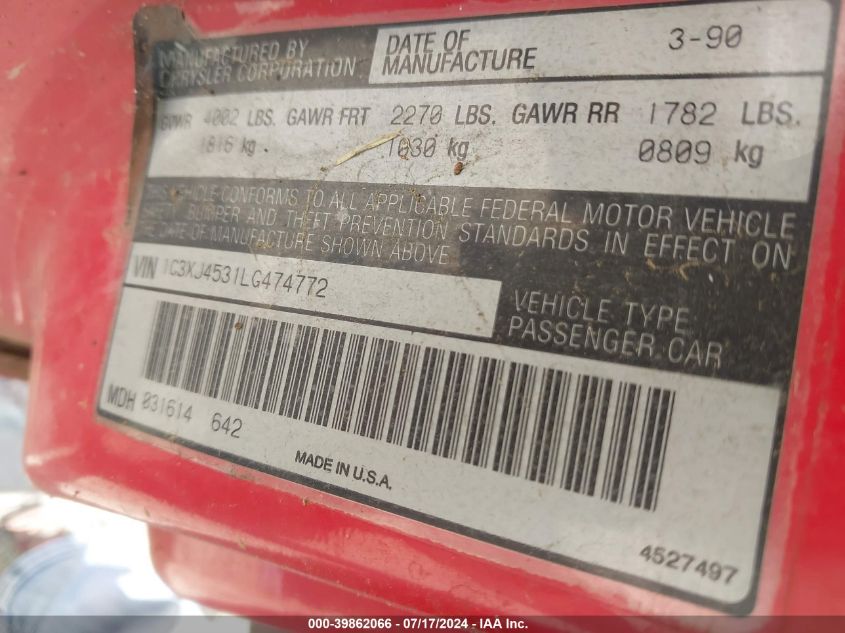 MANUFACTURED BY
CHRYSLER CORPORATION
DATE OF
MANUFACTURE
3-90
GVWR 4002 LBS. GAWR FRT 2270 LBS. GAWR RR 1782 LBS.
1816 kg 1030 kg 0809 kg
THIS VEHICLE CONFORMS TO ALL APPLICABLE FEDERAL MOTOR VEHICLE
SAFETY, BUMPER AND THEFT PREVENTION STANDARDS IN EFFECT ON
THE DATE OF MANUFACTURE SHOWN ABOVE
VIN 1C3XJ4531LG474772
VEHICLE TYPE
PASSENGER CAR
MDH 031614 642
MADE IN U.S.A.
4527497
000-39862066 - 07/17/2024 - IAA Inc.